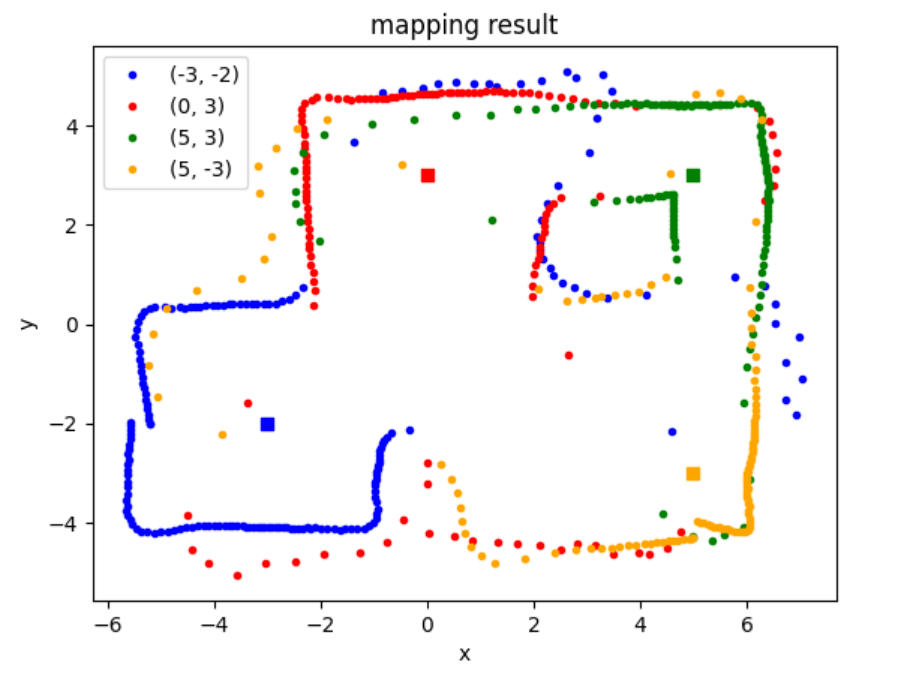 mapping result
(-3, -2)
(0, 3)
(5, 3)
(5, -3)
y
4
2
0
−2
−4
−6 −4 −2 0 2 4 6
x